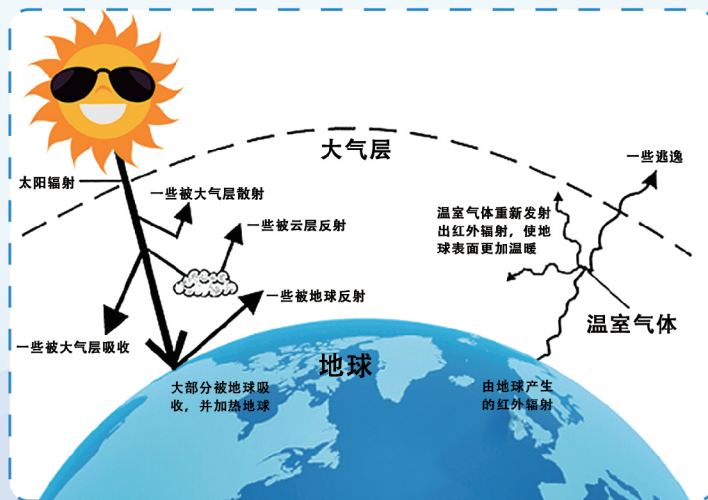 大气层
一些逃逸
太阳辐射
一些被大气层散射
温室气体重新发射
出红外辐射，使地
球表面更加温暖
一些被云层反射
一些被地球反射
温室气体
一些被大气层吸收
地球
大部分被地球吸
收，并加热地球
由地球产生
的红外辐射